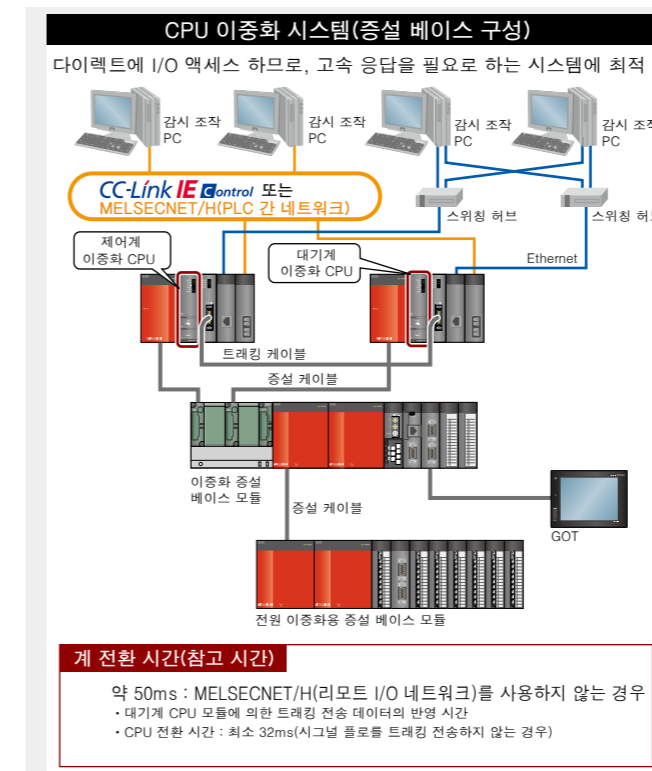 CPU 이중화 시스템(증설 베이스 구성)
다이렉트에 I/O 액세스 하므로, 고속 응답을 필요로 하는 시스템에 최적
감시 조작
PC
감시 조작
PC
감시 조작
PC
감시 조작
PC
CC-Link IE Control 또는
MELSECNET/H(PLC 간 네트워크)
스위칭 허브
스위칭 허브
제어계
이중화 CPU
대기계
이중화 CPU
Ethernet
트래킹 케이블
증설 케이블
이중화 증설
베이스 모듈
증설 케이블
GOT
전원 이중화용 증설 베이스 모듈
계 전환 시간(참고 시간)
약 50ms : MELSECNET/H(리모트 I/O 네트워크)를 사용하지 않는 경우
・대기계 CPU 모듈에 의한 트래킹 전송 데이터의 반영 시간
・CPU 전환 시간 : 최소 32ms(시그널 플로를 트래킹 전송하지 않는 경우)